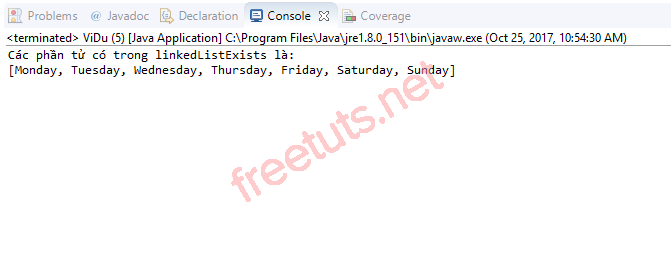 Problems @ Javadoc Declaration Console Coverage
<terminated> ViDu (5) [Java Application] C:\Program Files\Java\jre1.8.0_151\bin\javaw.exe (Oct 25, 2017, 10:54:30 AM)
Các phần tử có trong linkedListExists là:
[Monday, Tuesday, Wednesday, Thursday, Friday, Saturday, Sunday]
freetuts.net